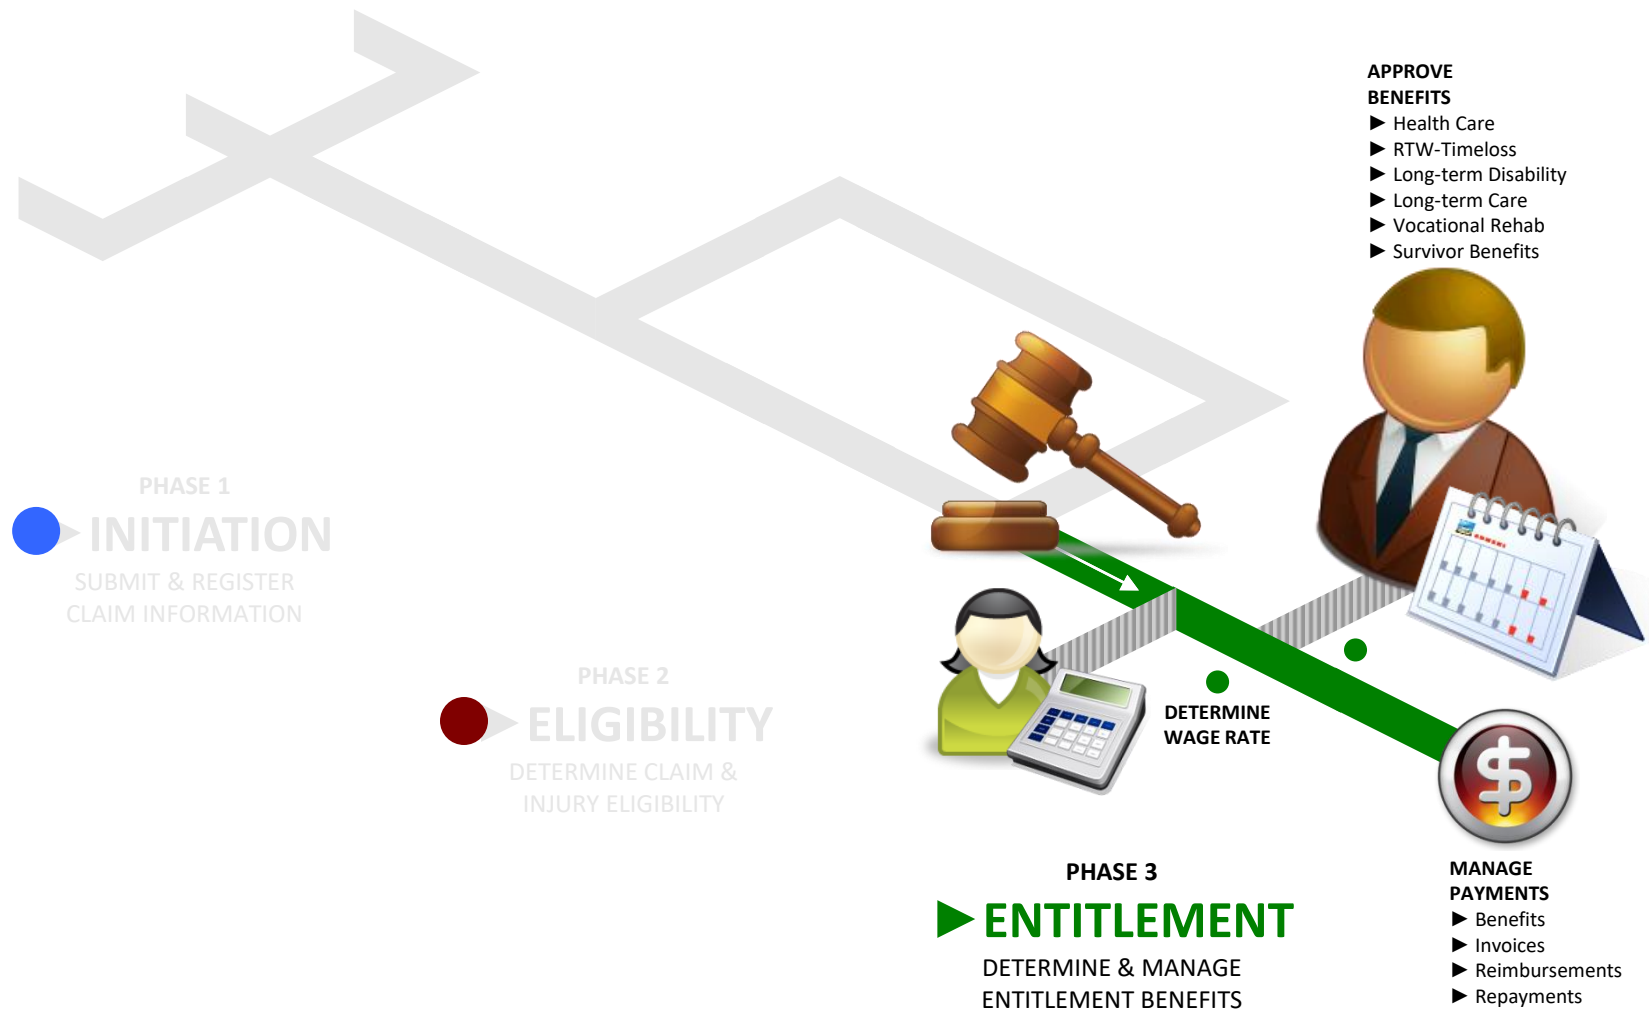 APPROVE
BENEFITS
► Health Care
► RTW-Timeloss
► Long-term Disability
► Long-term Care
► Vocational Rehab
► Survivor Benefits
PHASE 1
INITIATION
SUBMIT & REGISTER
CLAIM INFORMATION
PHASE 2
ELIGIBILITY
DETERMINE CLAIM &
INJURY ELIGIBILITY
DETERMINE
WAGE RATE
PHASE 3
►ENTITLEMENT
DETERMINE & MANAGE
ENTITLEMENT BENEFITS
$
MANAGE
PAYMENTS
► Benefits
► Invoices
► Reimbursements
► Repayments